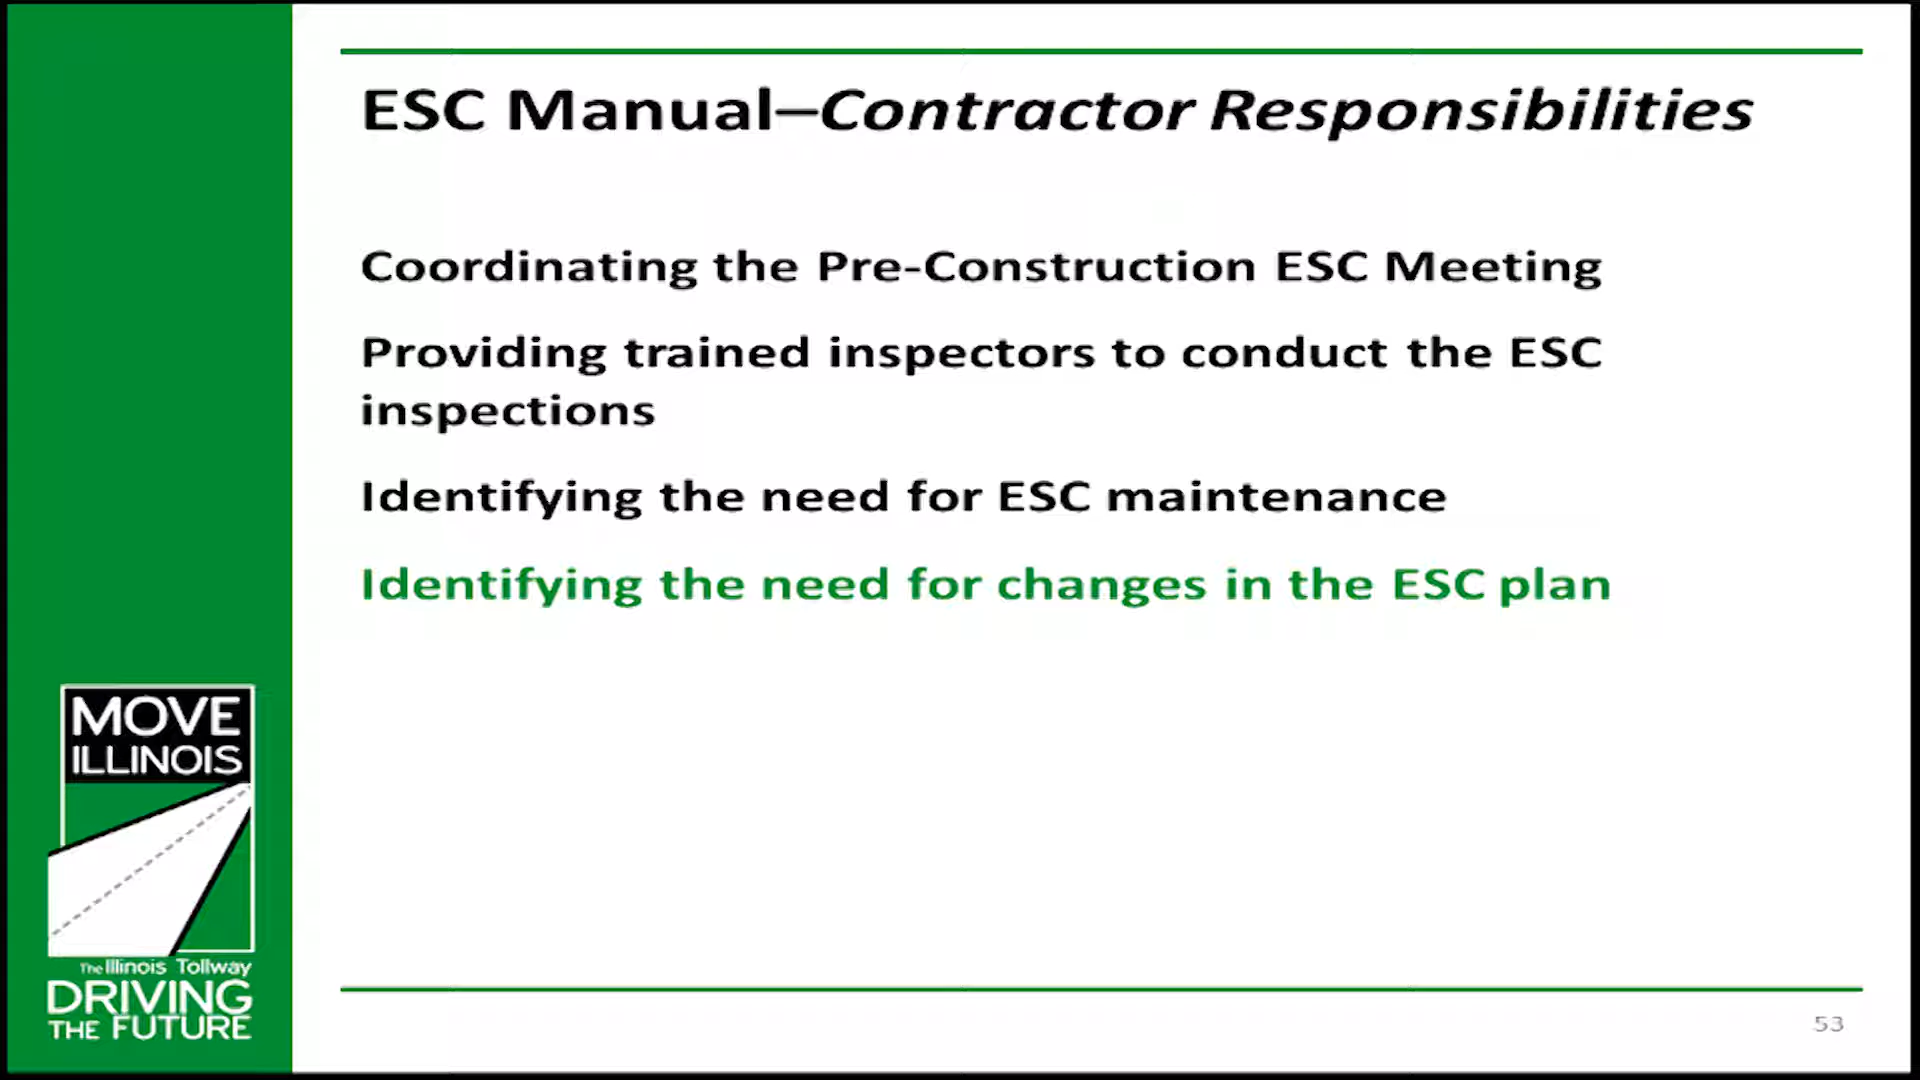 ESC Manual–Contractor Responsibilities
Coordinating the Pre-Construction ESC Meeting
Providing trained inspectors to conduct the ESC
inspections
Identifying the need for ESC maintenance
Identifying the need for changes in the ESC plan
MOVE
ILLINOIS
The Illinois Tollway
DRIVING
THE FUTURE
53